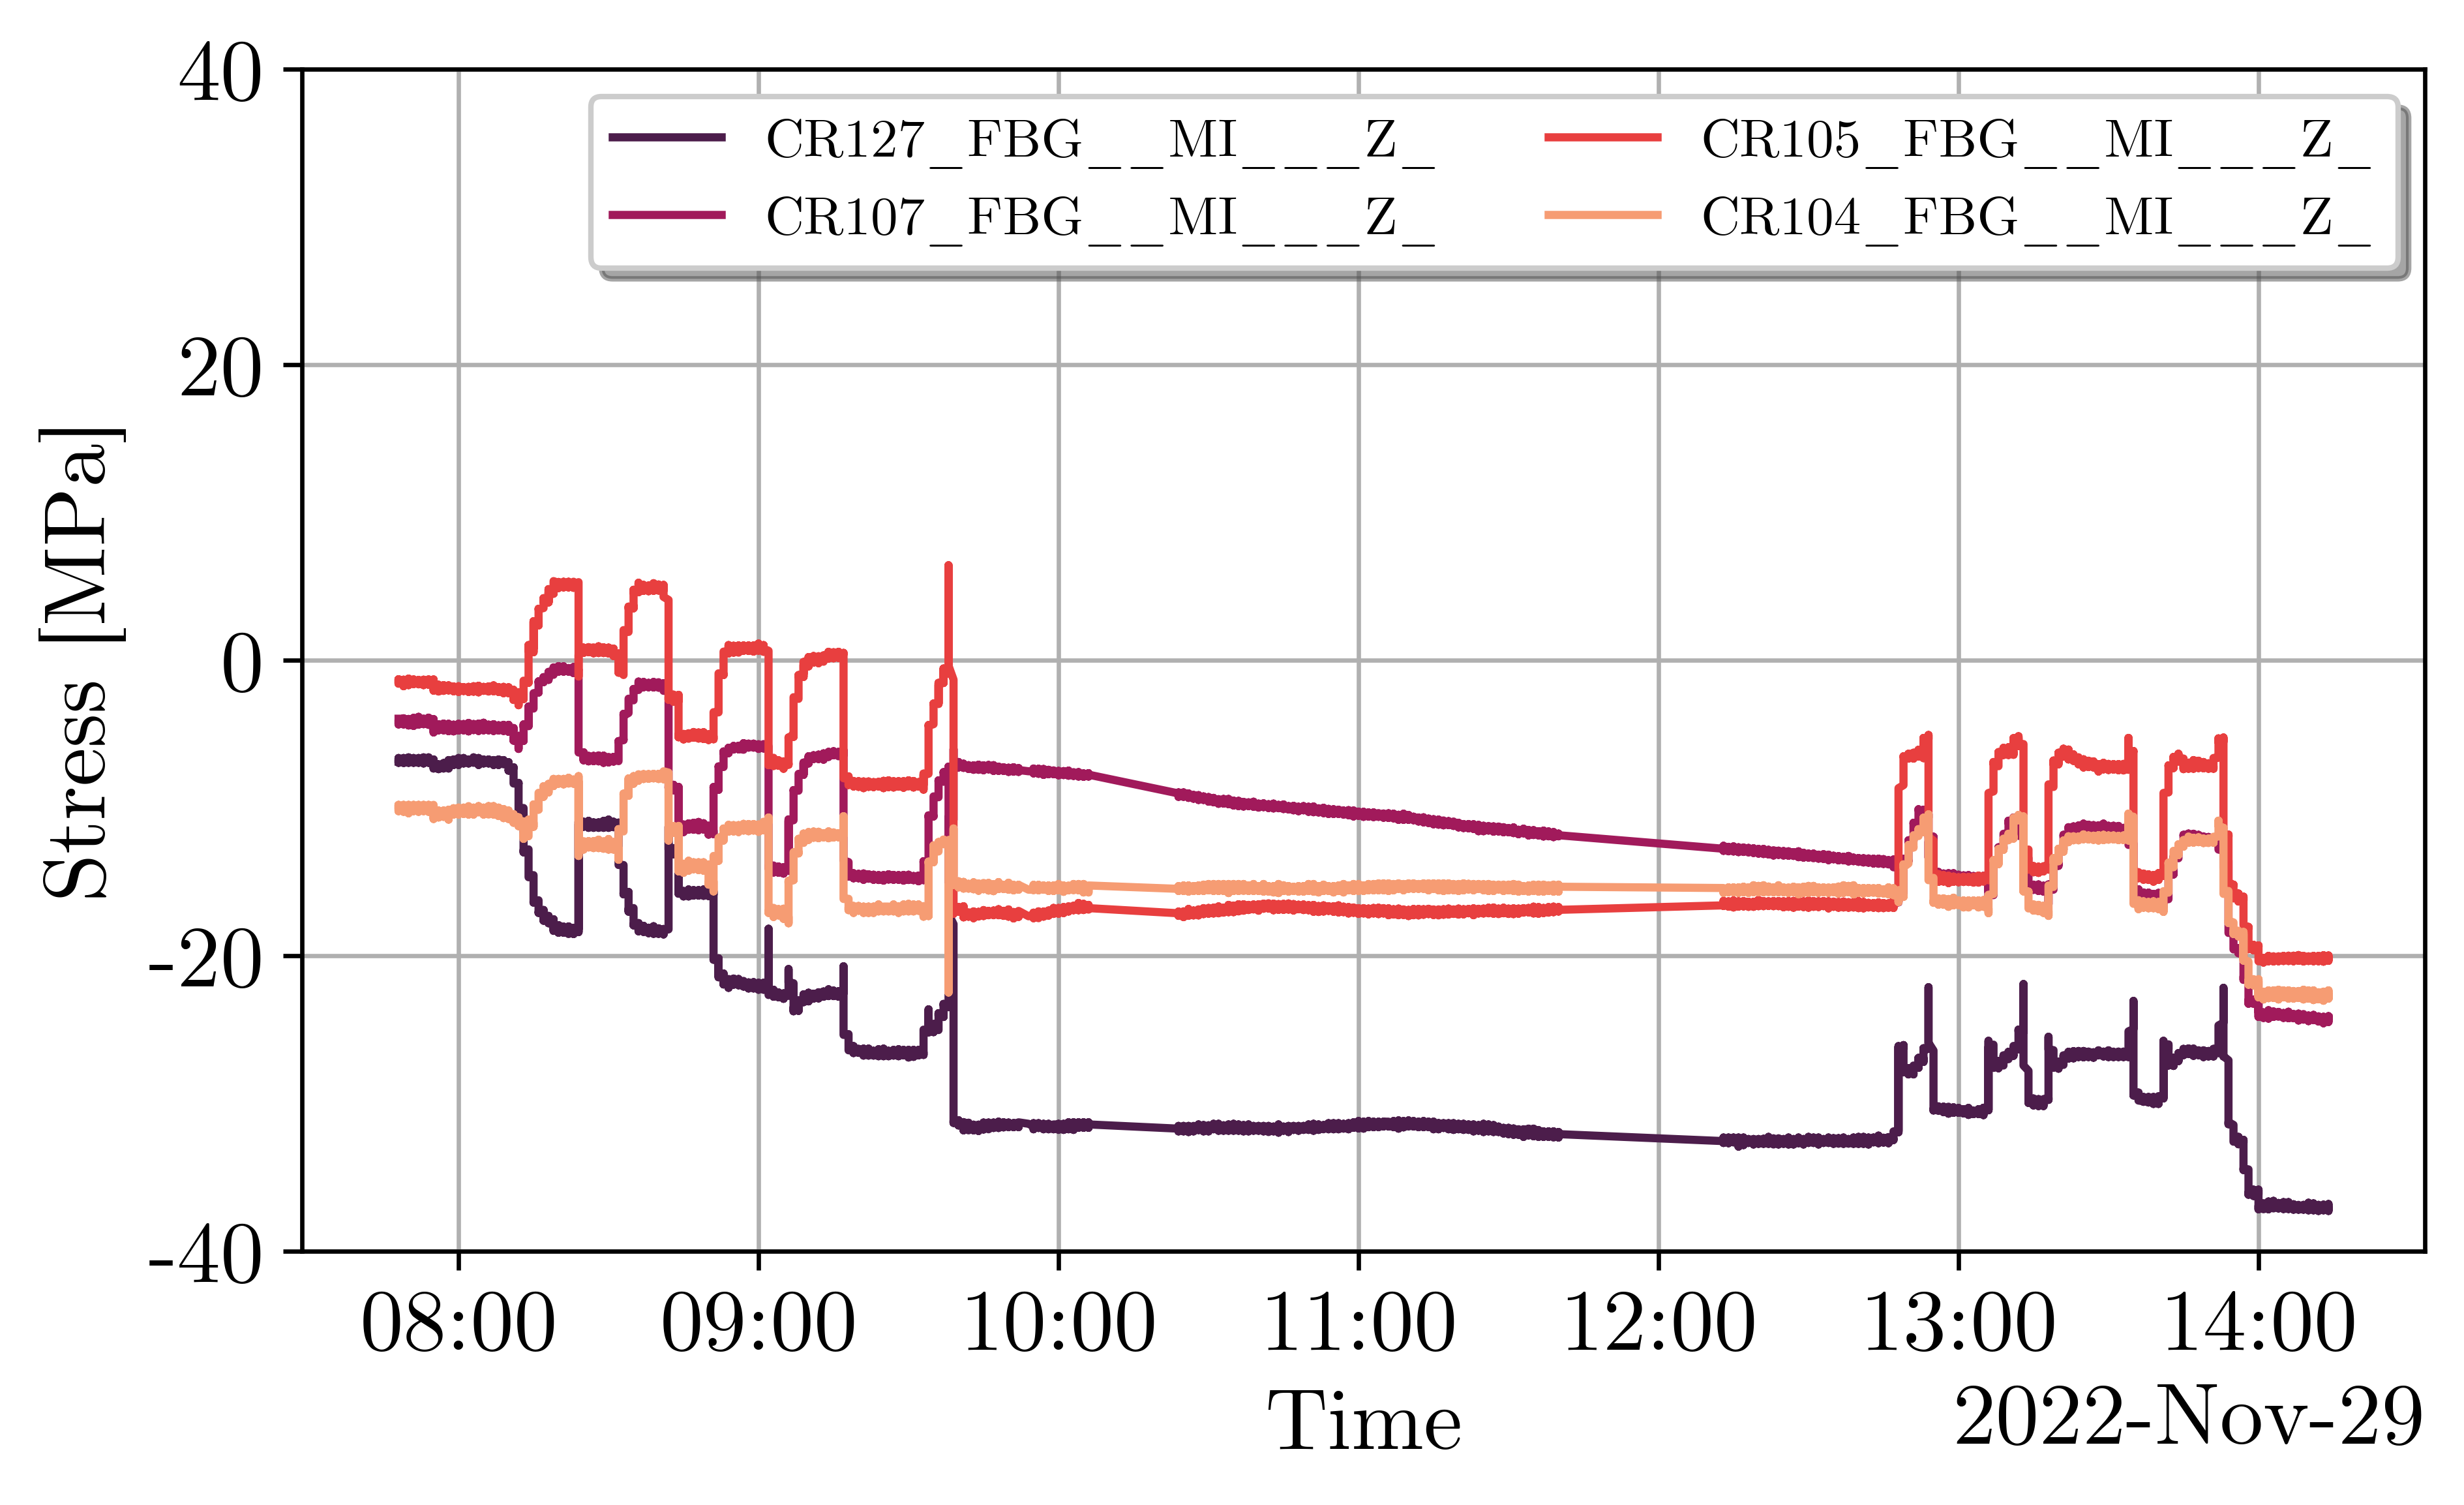 40
20
0
-20
-40
Stress [MPa]
CR127_FBG__MI___Z_
CR107_FBG__MI___Z_
CR105_FBG__MI___Z_
CR104_FBG__MI___Z_
08:00 09:00 10:00 11:00 12:00 13:00 14:00
Time
2022-Nov-29